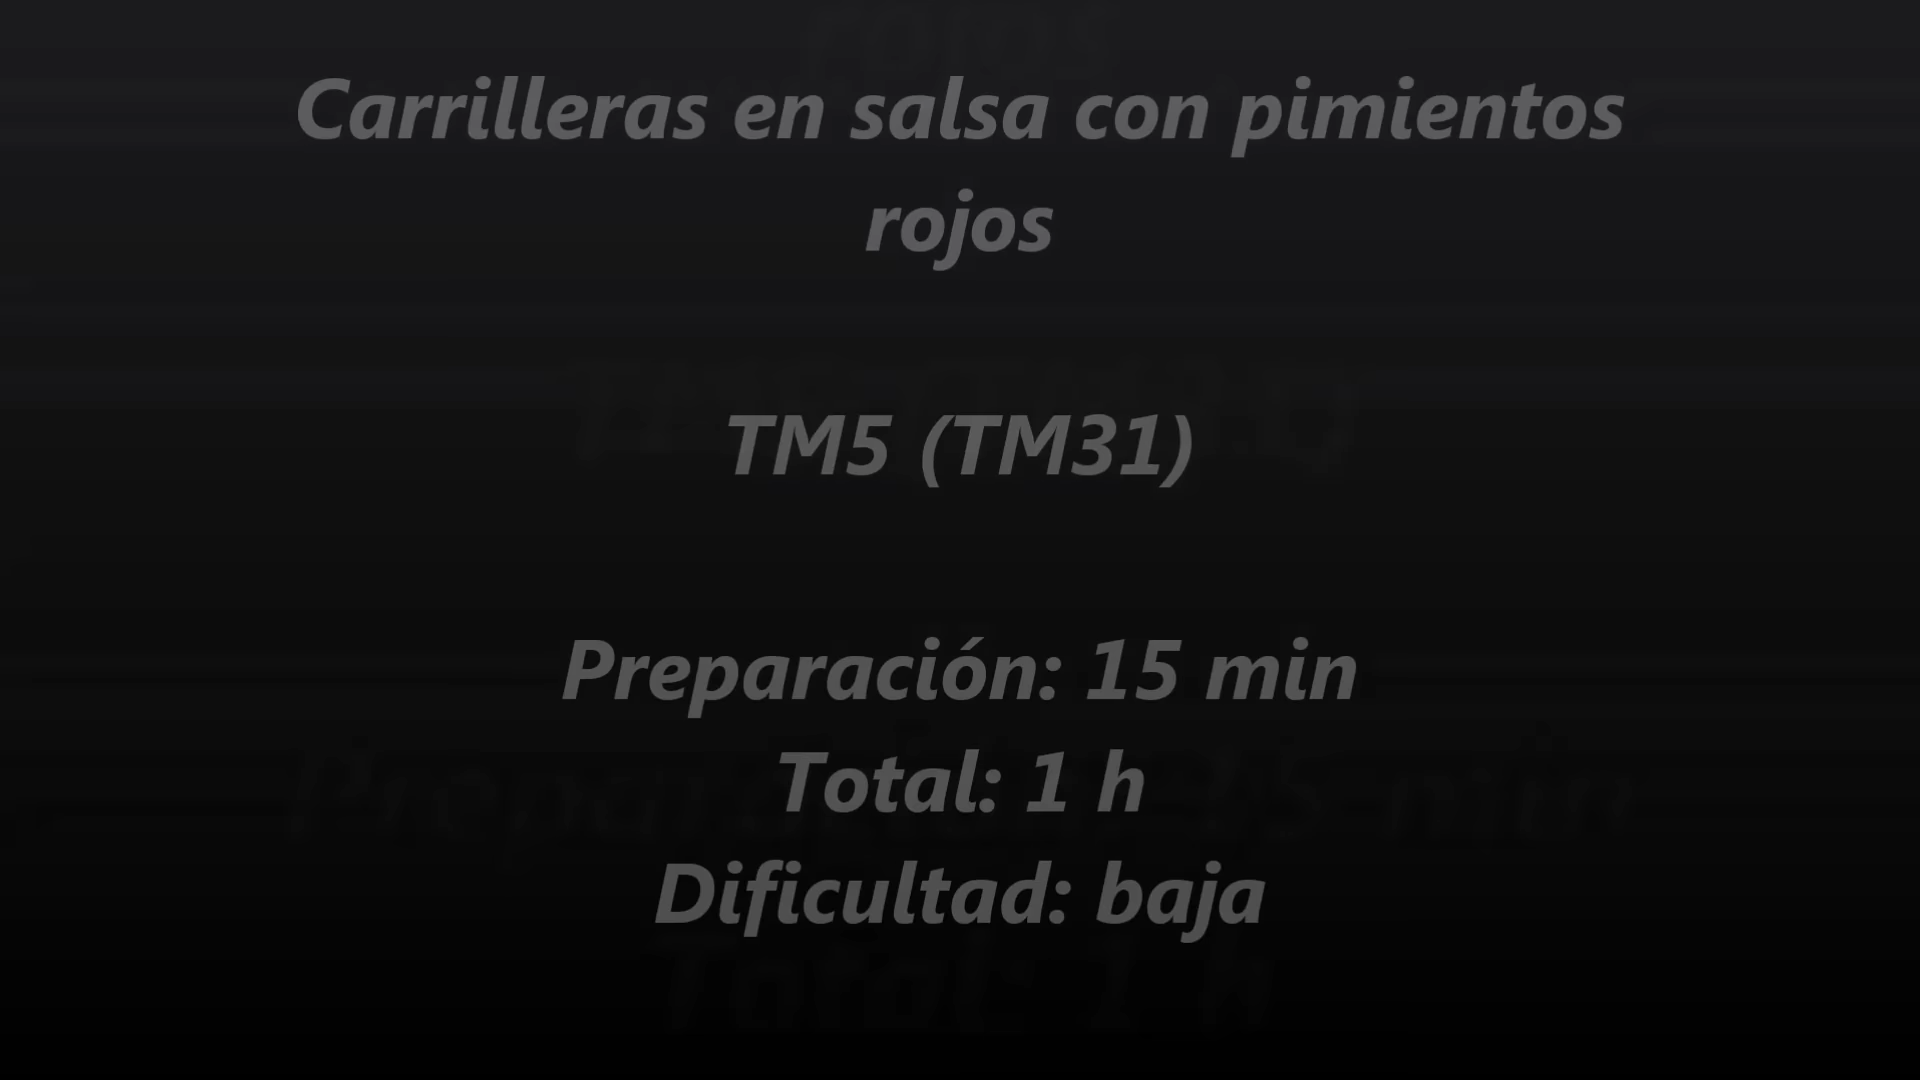 Carrilleras en salsa con pimientos
rojos
TM5 (TM31)
Preparación: 15 min
Total: 1 h
Dificultad: baja